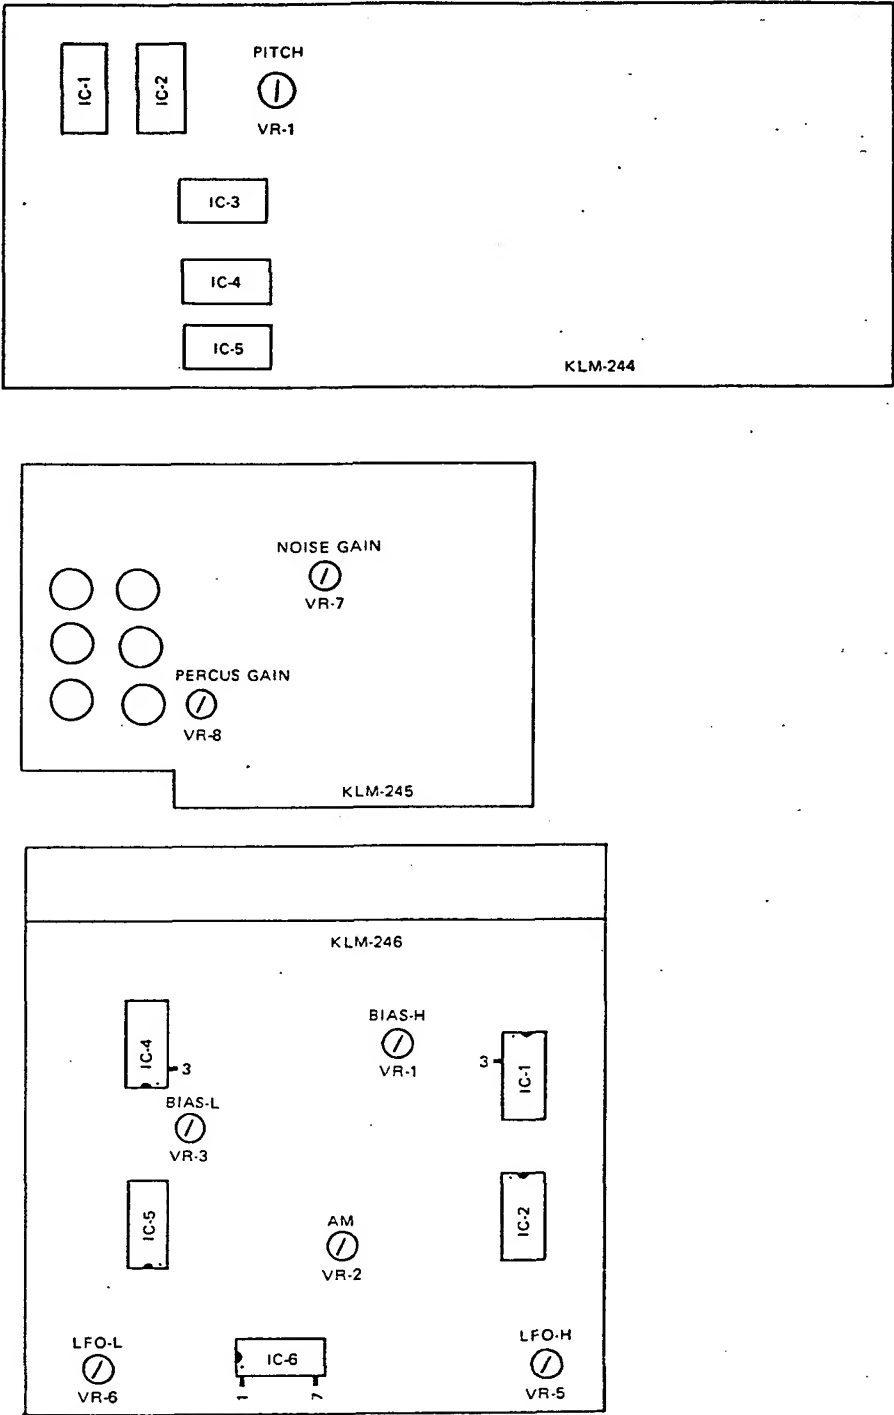 PITCH
IC-1
IC-2
VR-1
IC-3
IC-4
IC-5
KLM-244
NOISE GAIN
VR-7
PERCUS GAIN
VR-8
KLM-245
KLM-246
BIAS-H
IC-4
3
VR-1
3
IC-1
BIAS-L
VR-3
IC-5
IC-2
AM
VR-2
LFO-L
VR-6
IC-6
1
7
LFO-H
VR-5